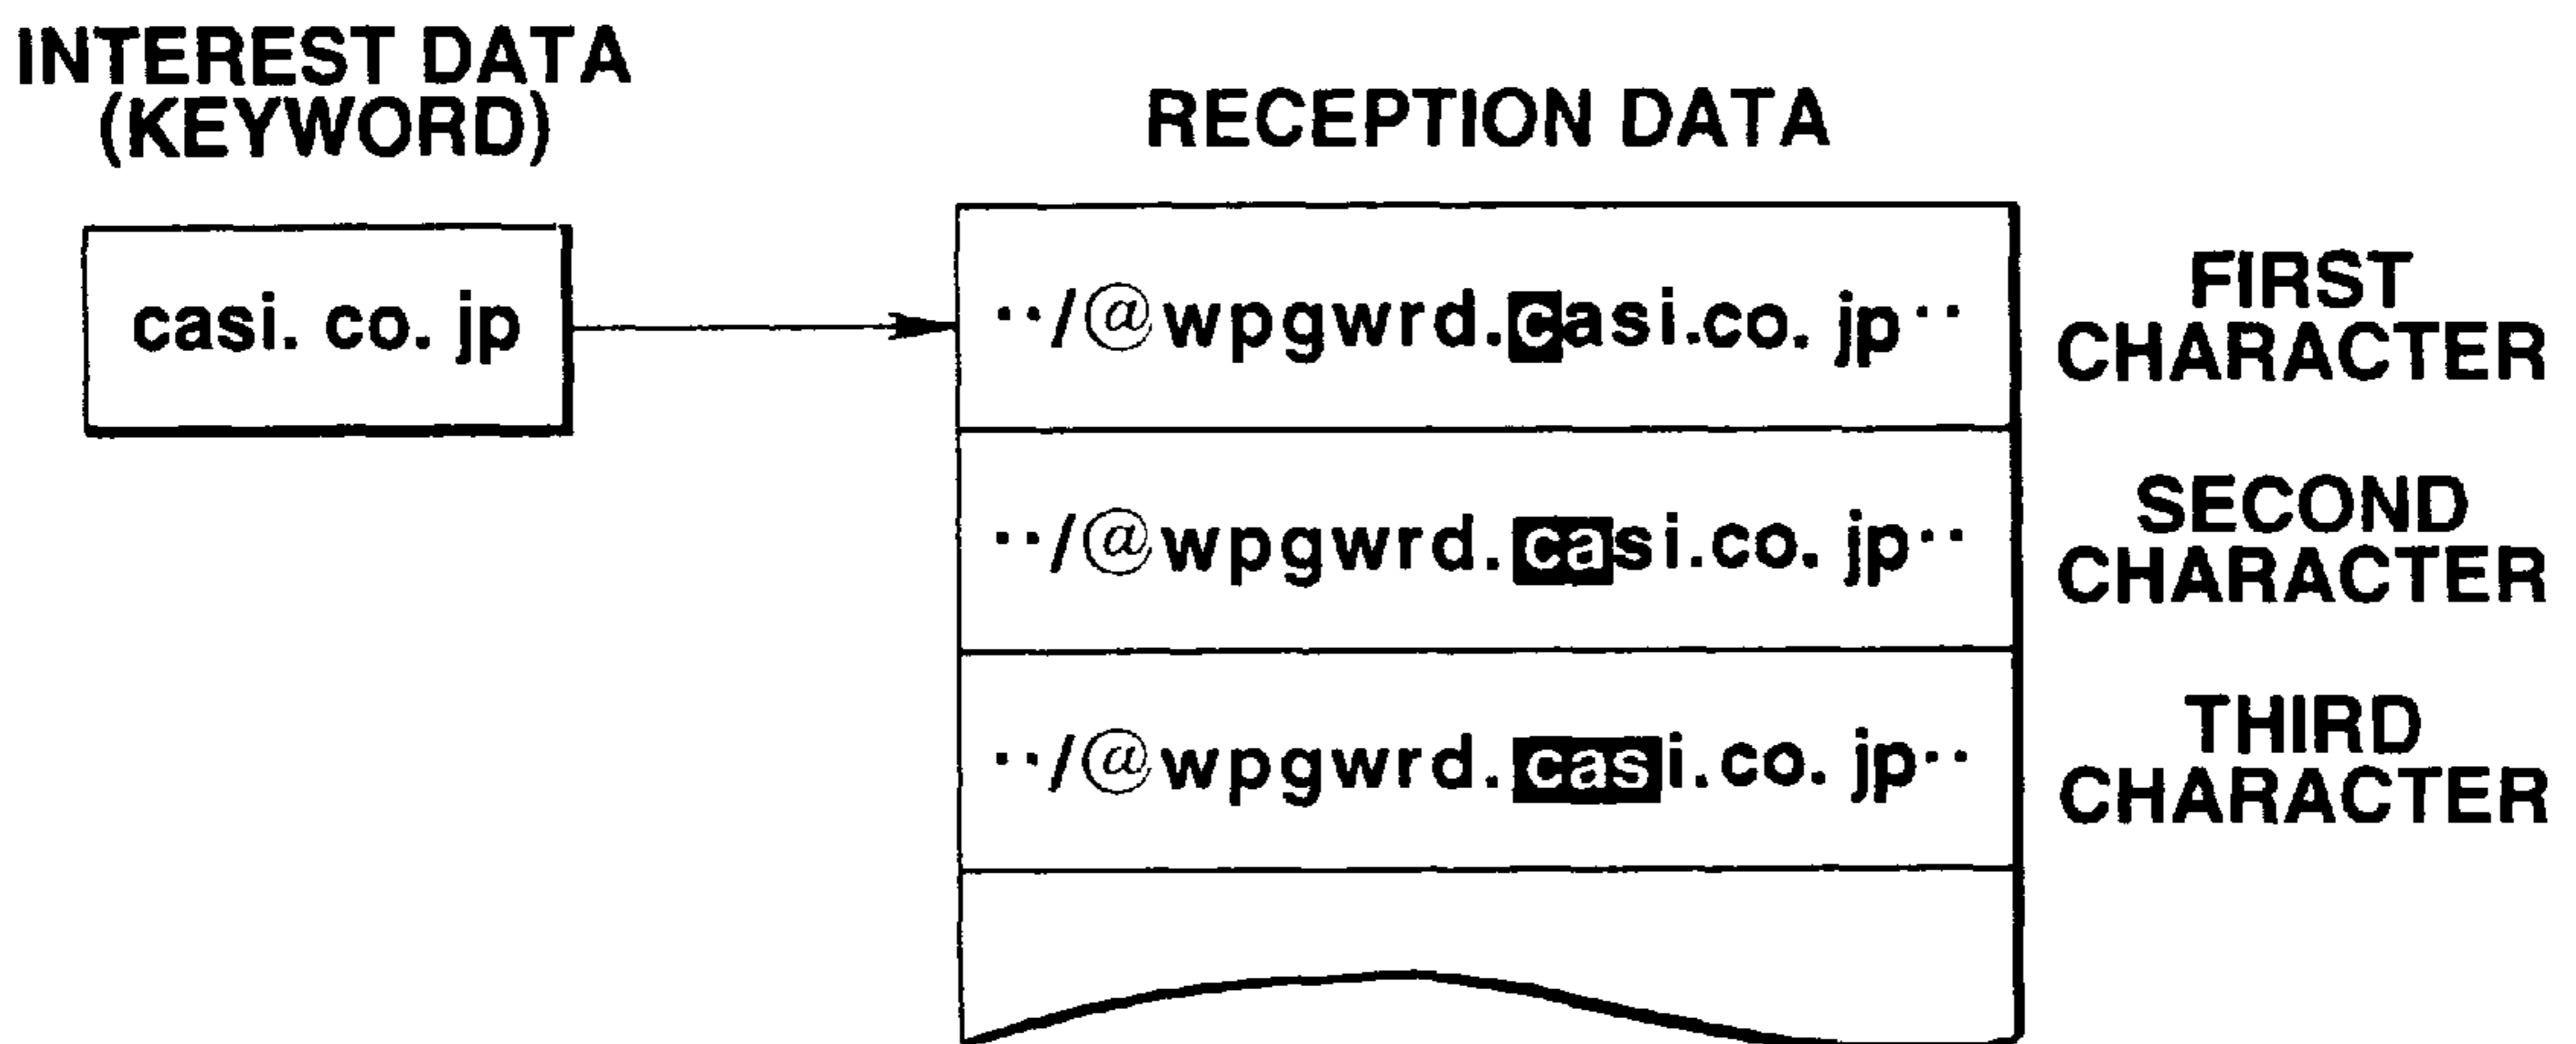 INTEREST DATA
(KEYWORD)
RECEPTION DATA
casi. co. jp
··/@wpgwrd.casi.co. jp··
FIRST
CHARACTER
··/@wpgwrd.casi.co. jp··
SECOND
CHARACTER
··/@wpgwrd.casi.co. jp··
THIRD
CHARACTER